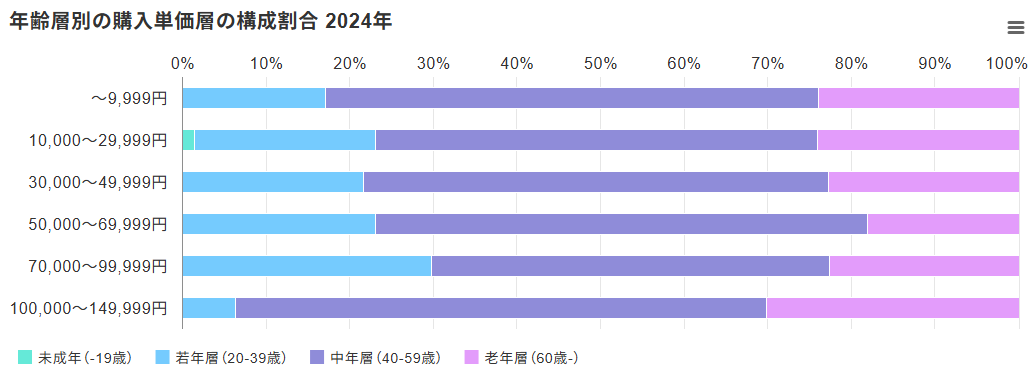 年齢層別の購入単価層の構成割合 2024年
0% 10% 20% 30% 40% 50% 60% 70% 80% 90% 100%
～9,999円
10,000～29,999円
30,000～49,999円
50,000～69,999円
70,000～99,999円
100,000～149,999円
未成年（-19歳） 若年層（20-39歳） 中年層（40-59歳） 老年層（60歳-）